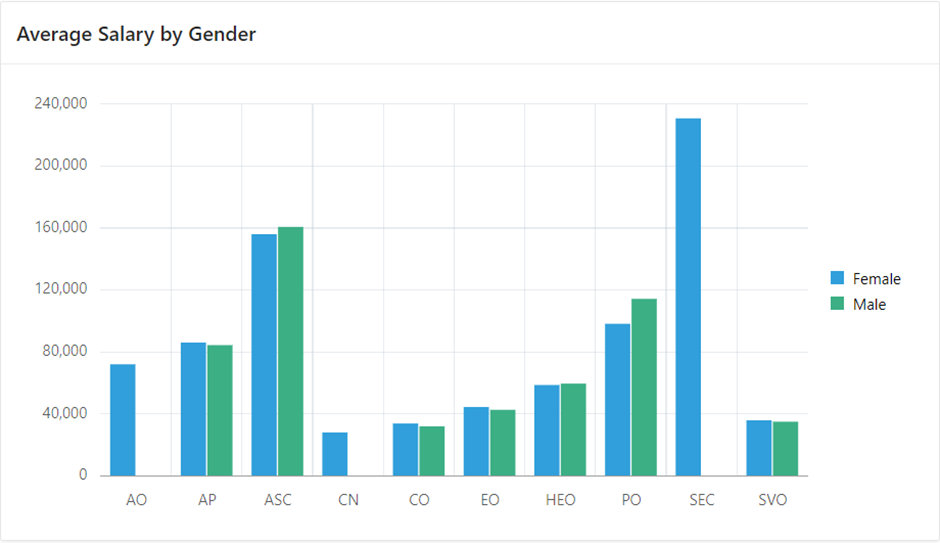 Average Salary by Gender
240,000
200,000
160,000
120,000
80,000
40,000
0
AO AP ASC CN CO EO HEO PO SEC SVO
Female
Male